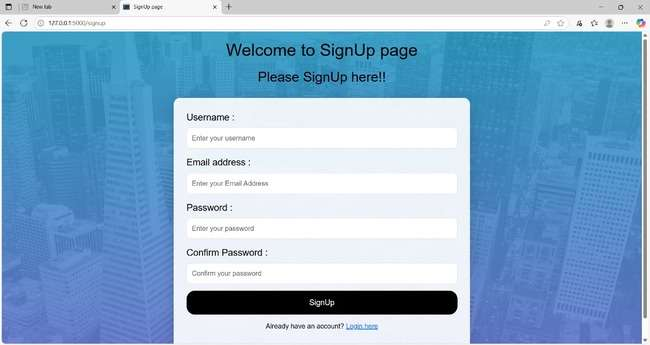 New tab
SignUp page
127.0.0.1:5000/signup
Welcome to SignUp page
Please SignUp here!!
Username :
Enter your username
Email address :
Enter your Email Address
Password :
Enter your password
Confirm Password :
Confirm your password
SignUp
Already have an account? Login here